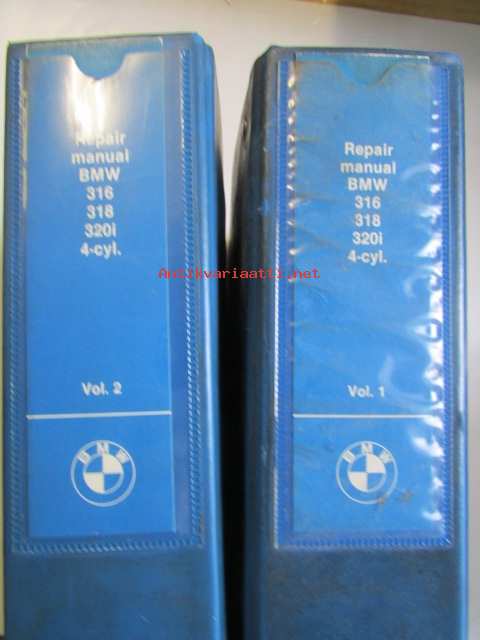 Repair
manual
BMW
316
318
320i
4-cyl.
Vol. 2
BMW
Repair
manual
BMW
316
318
320i
4-cyl.
Vol. 1
BMW
Antikvariaatti.net